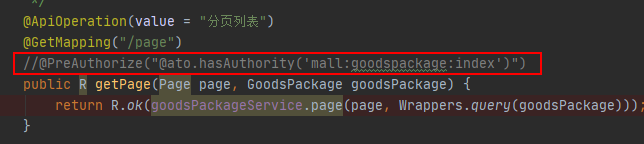 */
@ApiOperation(value = "分页列表")
@GetMapping("/page")
//@PreAuthorize("@ato.hasAuthority('mall:goodspackage:index')")
public R getPage(Page page, GoodsPackage goodsPackage) {
return R.ok(goodsPackageService.page(page, Wrappers.query(goodsPackage)));
}